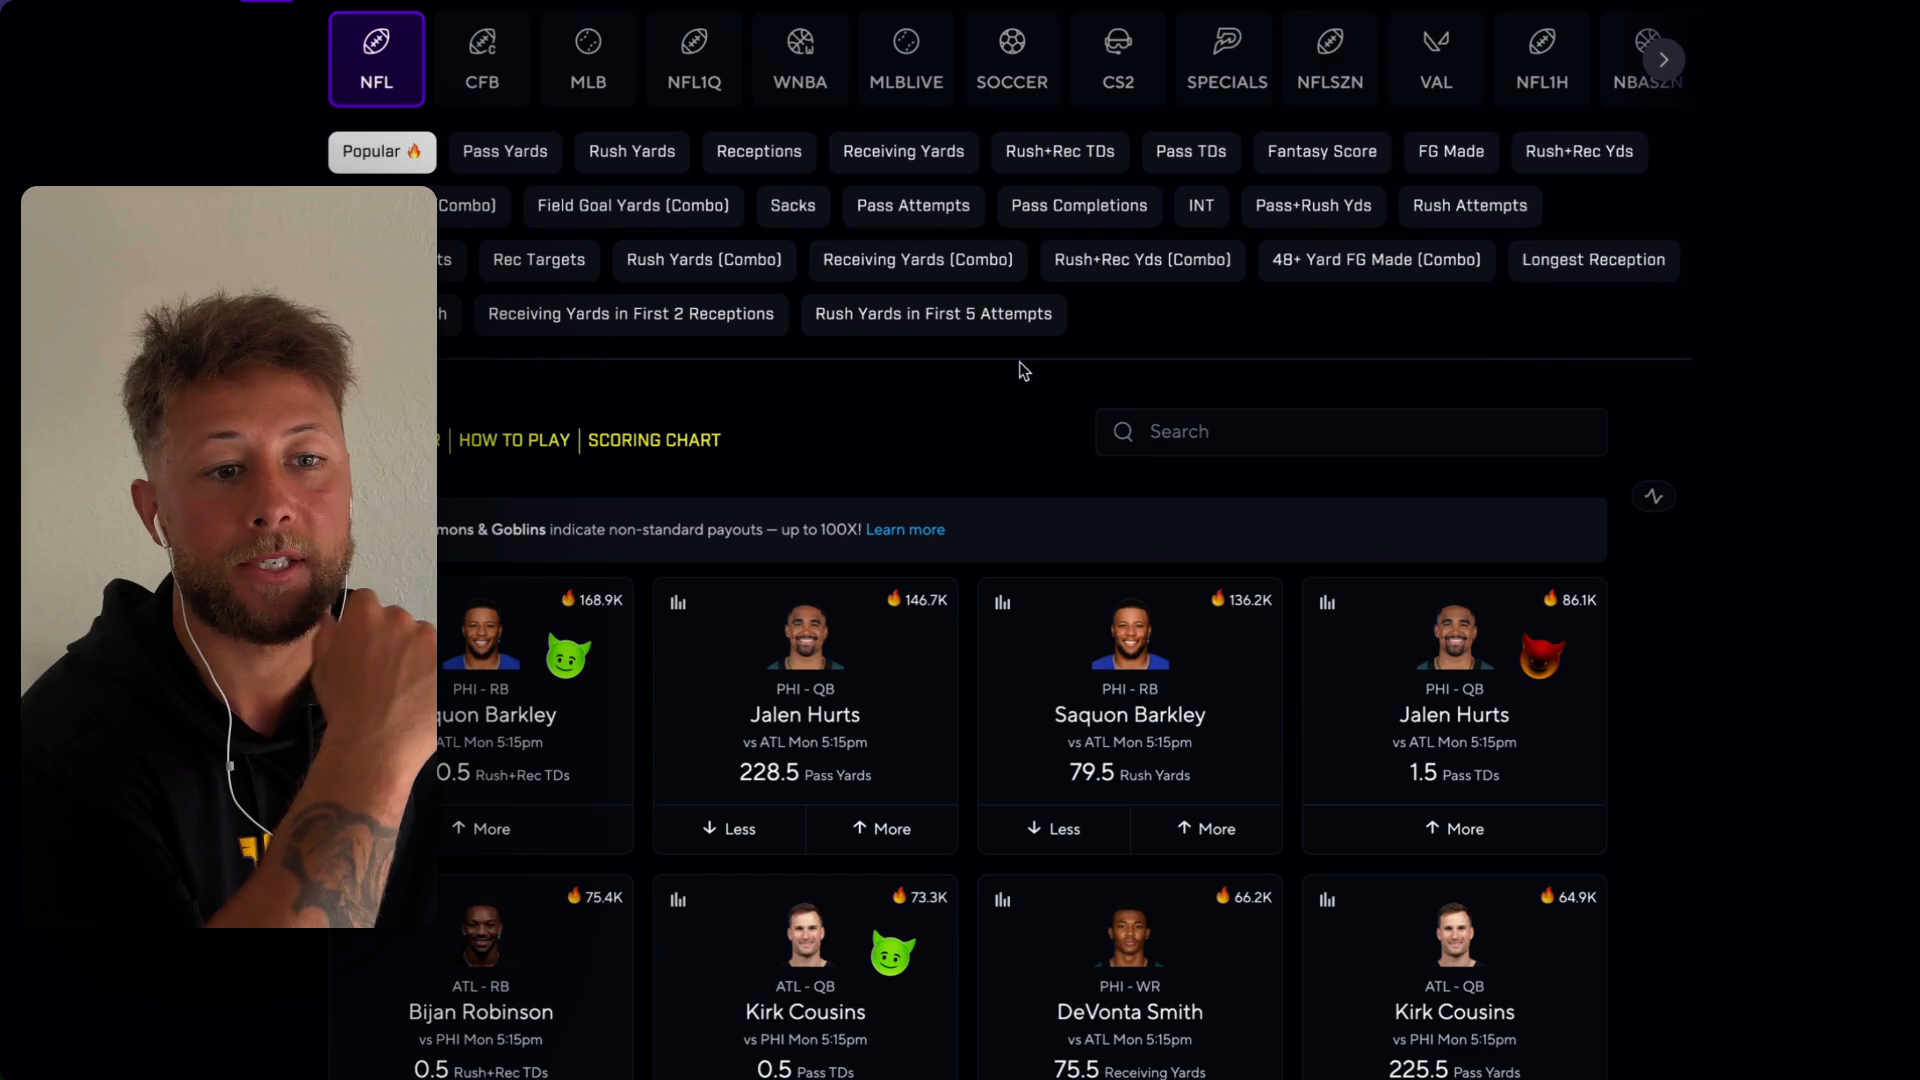 NFL CFB MLB NFL1Q WNBA MLBLIVE SOCCER CS2 SPECIALS NFLSZN VAL NFL1H NBASZN
Popular Pass Yards Rush Yards Receptions Receiving Yards Rush+Rec TDs Pass TDs Fantasy Score FG Made Rush+Rec Yds
Combo) Field Goal Yards (Combo) Sacks Pass Attempts Pass Completions INT Pass+Rush Yds Rush Attempts
ts Rec Targets Rush Yards (Combo) Receiving Yards (Combo) Rush+Rec Yds (Combo) 48+ Yard FG Made (Combo) Longest Reception
h Receiving Yards in First 2 Receptions Rush Yards in First 5 Attempts
R HOW TO PLAY SCORING CHART Search
mons & Goblins indicate non-standard payouts — up to 100X! Learn more
168.9K 146.7K 136.2K 86.1K
PHI - RB PHI - QB PHI - RB PHI - QB
quon Barkley Jalen Hurts Saquon Barkley Jalen Hurts
ATL Mon 5:15pm vs ATL Mon 5:15pm vs ATL Mon 5:15pm vs ATL Mon 5:15pm
0.5 Rush+Rec TDs 228.5 Pass Yards 79.5 Rush Yards 1.5 Pass TDs
↑ More ↓ Less ↑ More ↓ Less ↑ More ↑ More
75.4K 73.3K 66.2K 64.9K
ATL - RB ATL - QB PHI - WR ATL - QB
Bijan Robinson Kirk Cousins DeVonta Smith Kirk Cousins
vs PHI Mon 5:15pm vs PHI Mon 5:15pm vs ATL Mon 5:15pm vs PHI Mon 5:15pm
0.5 Rush+Rec TDs 0.5 Pass TDs 75.5 Receiving Yards 225.5 Pass Yards